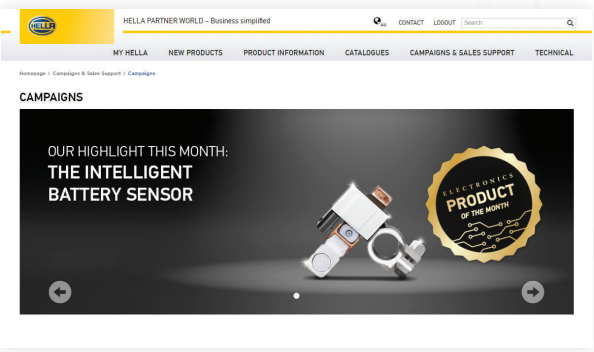 HELLA
HELLA PARTNER WORLD – Business simplified
AU
CONTACT
LOGOUT
Search
MY HELLA
NEW PRODUCTS
PRODUCT INFORMATION
CATALOGUES
CAMPAIGNS & SALES SUPPORT
TECHNICAL
Homepage > Campaigns & Sales Support > Campaigns
CAMPAIGNS
OUR HIGHLIGHT THIS MONTH:
THE INTELLIGENT
BATTERY SENSOR
ELECTRONICS
PRODUCT
OF THE MONTH